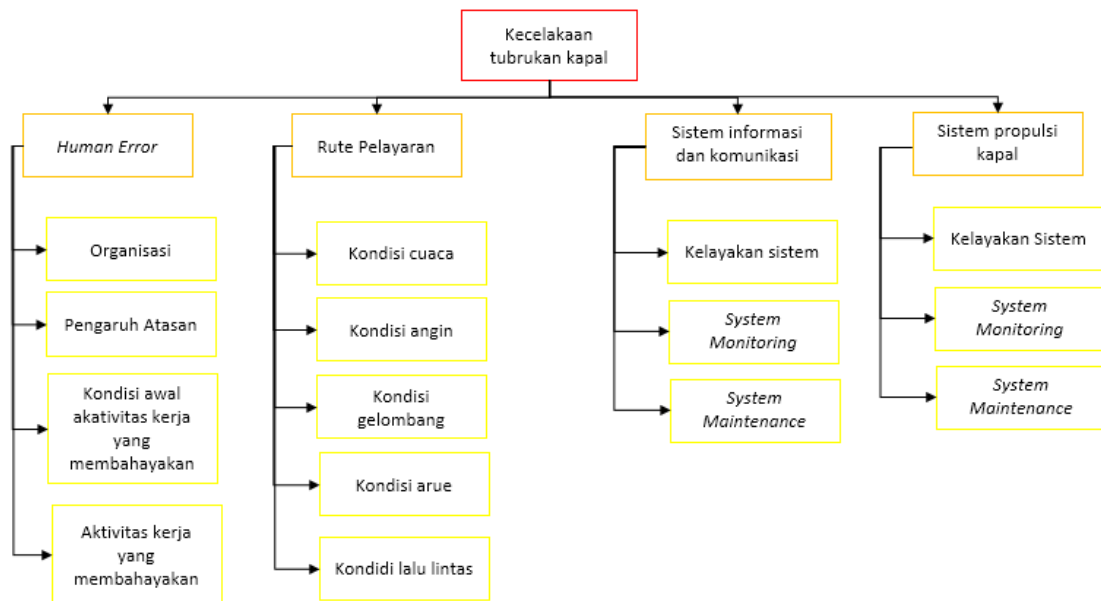 Kecelakaan
tubrukan kapal
Human Error
Rute Pelayaran
Sistem informasi
dan komunikasi
Sistem propulsi
kapal
Organisasi
Pengaruh Atasan
Kondisi awal
akativitas kerja
yang
membahayakan
Aktivitas kerja
yang
membahayakan
Kondisi cuaca
Kondisi angin
Kondisi
gelombang
Kondisi arue
Kondidi lalu lintas
Kelayakan sistem
System
Monitoring
System
Maintenance
Kelayakan Sistem
System
Monitoring
System
Maintenance